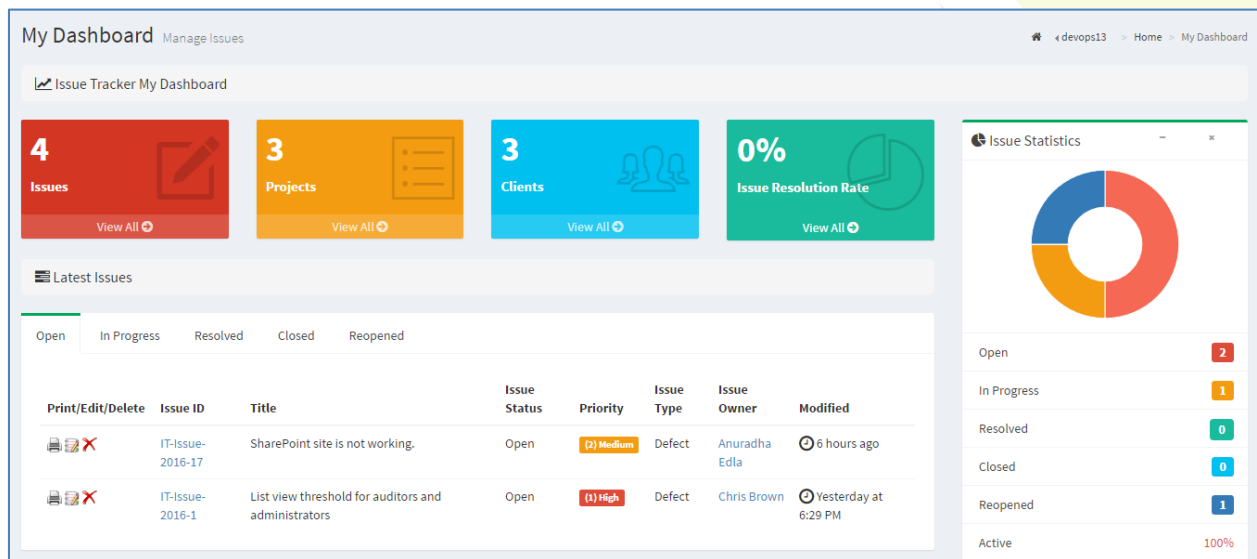 My Dashboard Manage Issues
devops13 > Home > My Dashboard
Issue Tracker My Dashboard
4
Issues
View All
3
Projects
View All
3
Clients
View All
0%
Issue Resolution Rate
View All
Latest Issues
Open In Progress Resolved Closed Reopened
Print/Edit/Delete Issue ID Title Issue Status Priority Issue Type Issue Owner Modified
IT-Issue-2016-17 SharePoint site is not working. Open (2) Medium Defect Anuradha Edla 6 hours ago
IT-Issue-2016-1 List view threshold for auditors and administrators Open (1) High Defect Chris Brown Yesterday at 6:29 PM
Issue Statistics
Open 2
In Progress 1
Resolved 0
Closed 0
Reopened 1
Active 100%